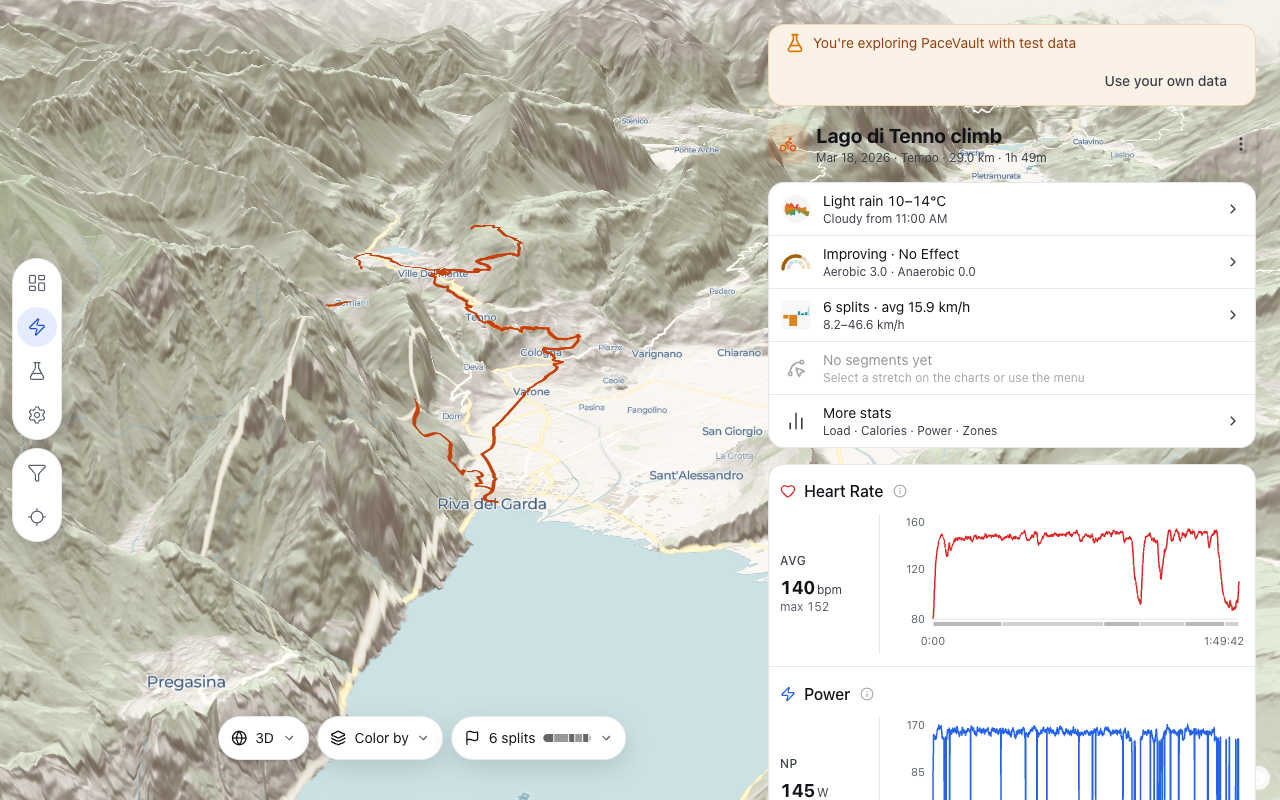 You're exploring PaceVault with test data
Use your own data
Lago di Tenno climb
Mar 18, 2026 · Tempo · 29.0 km · 1h 49m
Light rain 10–14°C
Cloudy from 11:00 AM
Improving · No Effect
Aerobic 3.0 · Anaerobic 0.0
6 splits · avg 15.9 km/h
8.2–46.6 km/h
No segments yet
Select a stretch on the charts or use the menu
More stats
Load · Calories · Power · Zones
Heart Rate
AVG
140 bpm
max 152
160
120
80
0:00
1:49:42
Power
NP
145 W
170
85
Stenico
Ponte Arche
Calavino
Lasino
Pietramurata
Ville Del Monte
Tenno
Cologna
Padaro
Piazze
Varignano
Chiarano
Deva
Ceole
Varone
Pasina
Fangolino
San Giorgio
La Grotta
Sant'Alessandro
Riva del Garda
Pregasina
3D
Color by
6 splits